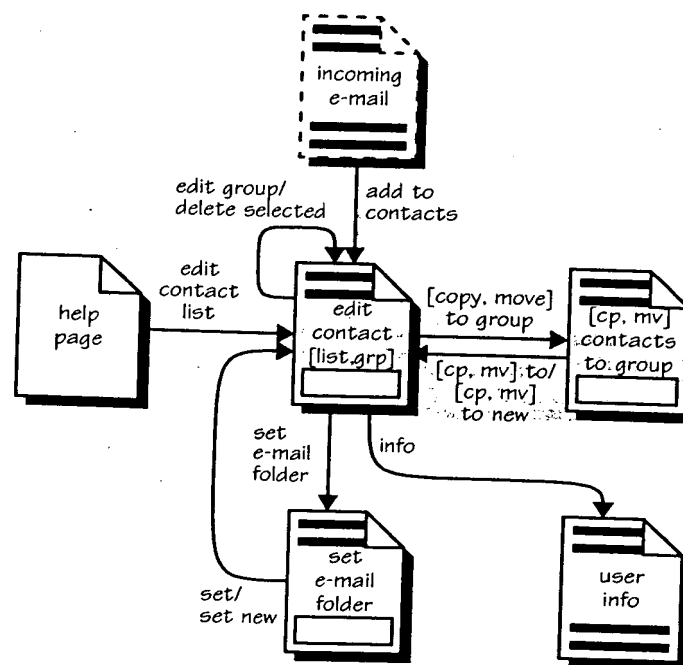 incoming
e-mail
edit group/
delete selected
add to
contacts
edit
contact
list
help
page
edit
contact
[list,grp]
[copy, move]
to group
[cp, mv]
contacts
to group
[cp, mv] to/
[cp, mv]
to new
set
e-mail
folder
info
set
e-mail
folder
set/
set new
user
info